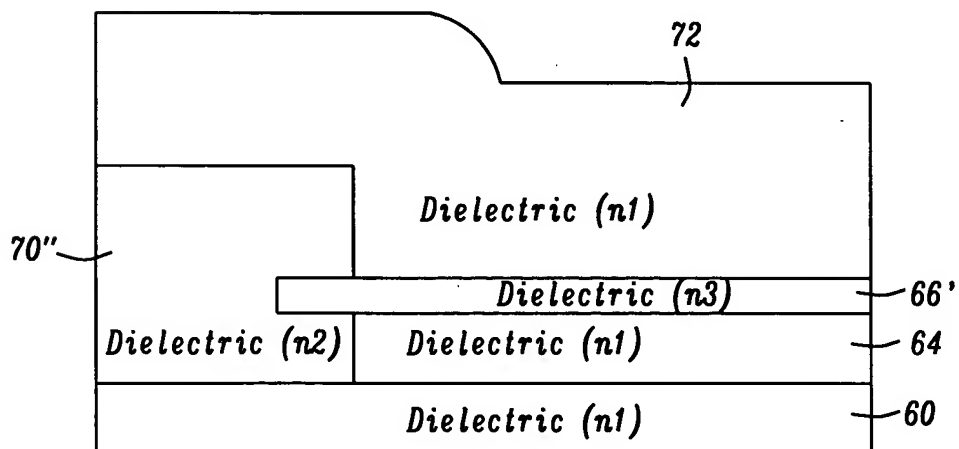 72
Dielectric (n1)
70"
Dielectric (n3)
66'
Dielectric (n2)
Dielectric (n1)
64
Dielectric (n1)
60